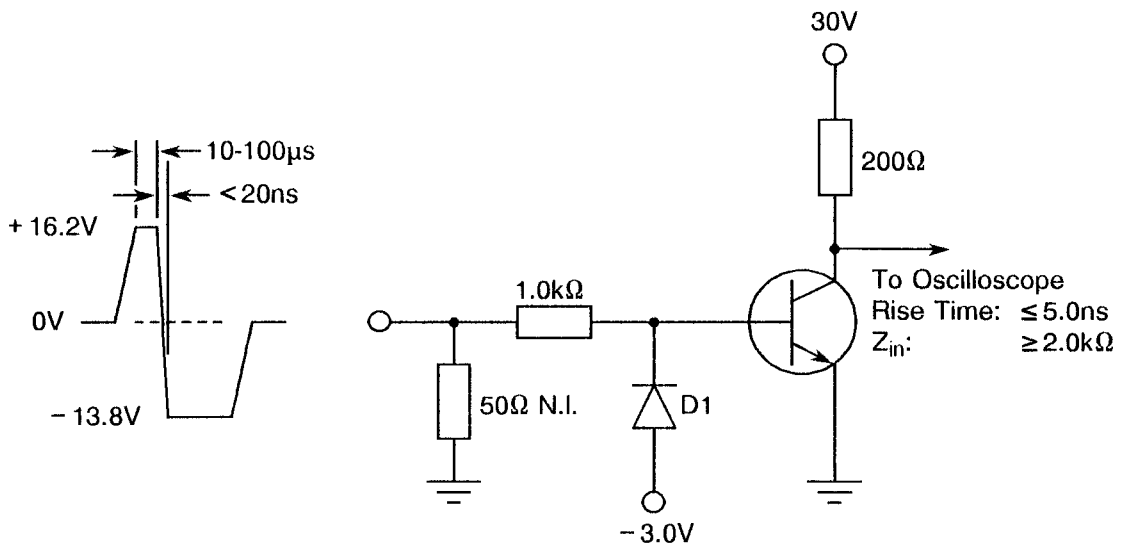 30V
10-100µs
< 20ns
+ 16.2V
200Ω
To Oscilloscope
Rise Time: ≤ 5.0ns
Zin: ≥ 2.0kΩ
1.0kΩ
0V
50Ω N.I.
D1
− 13.8V
− 3.0V